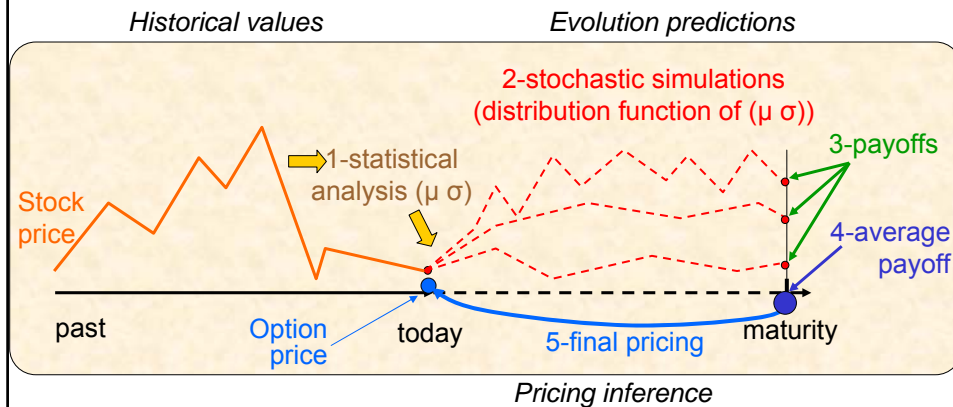 Historical values
Evolution predictions
2-stochastic simulations
(distribution function of (μ σ))
1-statistical
analysis (μ σ)
3-payoffs
Stock
price
4-average
payoff
past
Option
price
today
5-final pricing
maturity
Pricing inference